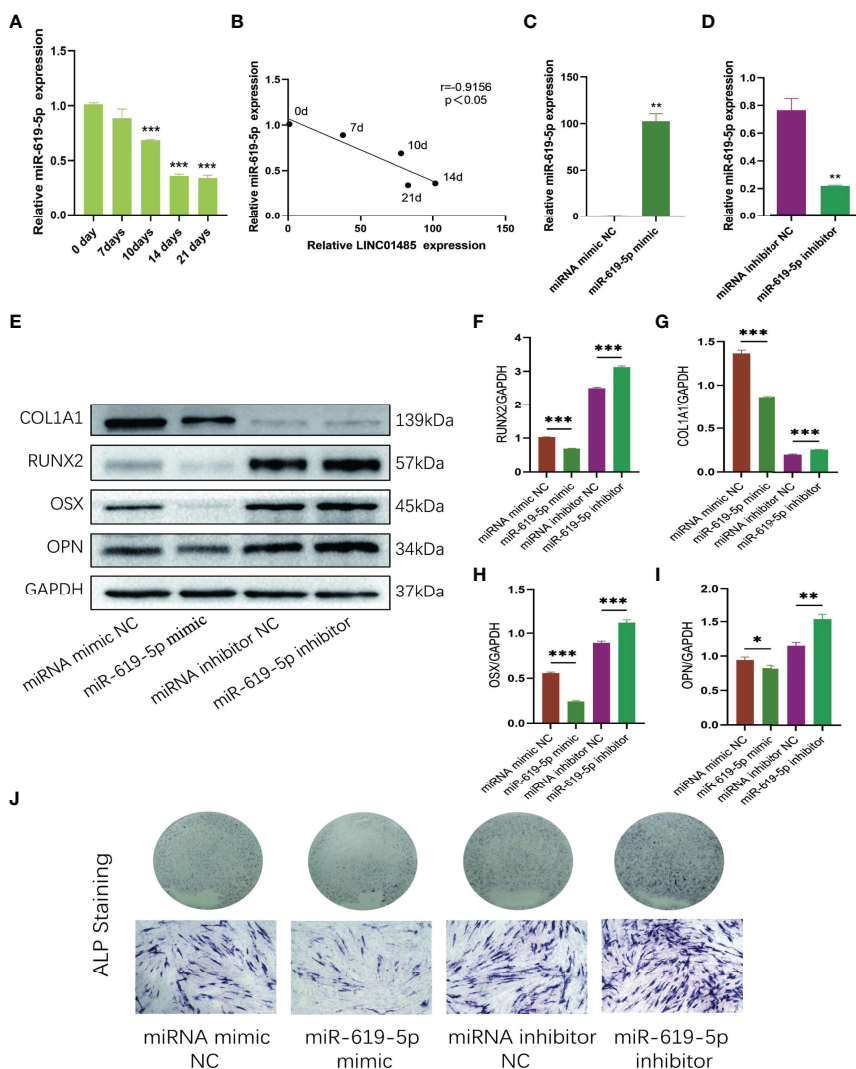 A
Relative miR-619-5p expression
1.5
1.0
0.5
0.0
***
***
***
0 day
7days
10days
14 days
21 days
B
Relative miR-619-5p expression
1.5
1.0
0.5
0.0
0d
7d
10d
21d
14d
r=-0.9156
p<0.05
0
50
100
150
Relative LINC01485 expression
C
Relative miR-619-5p expression
150
100
50
0
**
miRNA mimic NC
miR-619-5p mimic
D
Relative miR-619-5p expression
1.0
0.8
0.6
0.4
0.2
0.0
**
miRNA inhibitor NC
miR-619-5p inhibitor
E
COL1A1
139kDa
RUNX2
57kDa
OSX
45kDa
OPN
34kDa
GAPDH
37kDa
miRNA mimic NC
miR-619-5p mimic
miRNA inhibitor NC
miR-619-5p inhibitor
F
RUNX2/GAPDH
4
3
2
1
0
***
***
miRNA mimic NC
miR-619-5p mimic
miRNA inhibitor NC
miR-619-5p inhibitor
G
COL1A1/GAPDH
1.5
1.0
0.5
0.0
***
***
miRNA mimic NC
miR-619-5p mimic
miRNA inhibitor NC
miR-619-5p inhibitor
H
OSX/GAPDH
1.5
1.0
0.5
0.0
***
***
miRNA mimic NC
miR-619-5p mimic
miRNA inhibitor NC
miR-619-5p inhibitor
I
OPN/GAPDH
2.0
1.5
1.0
0.5
0.0
*
**
miRNA mimic NC
miR-619-5p mimic
miRNA inhibitor NC
miR-619-5p inhibitor
J
ALP Staining
miRNA mimic
NC
miR-619-5p
mimic
miRNA inhibitor
NC
miR-619-5p
inhibitor